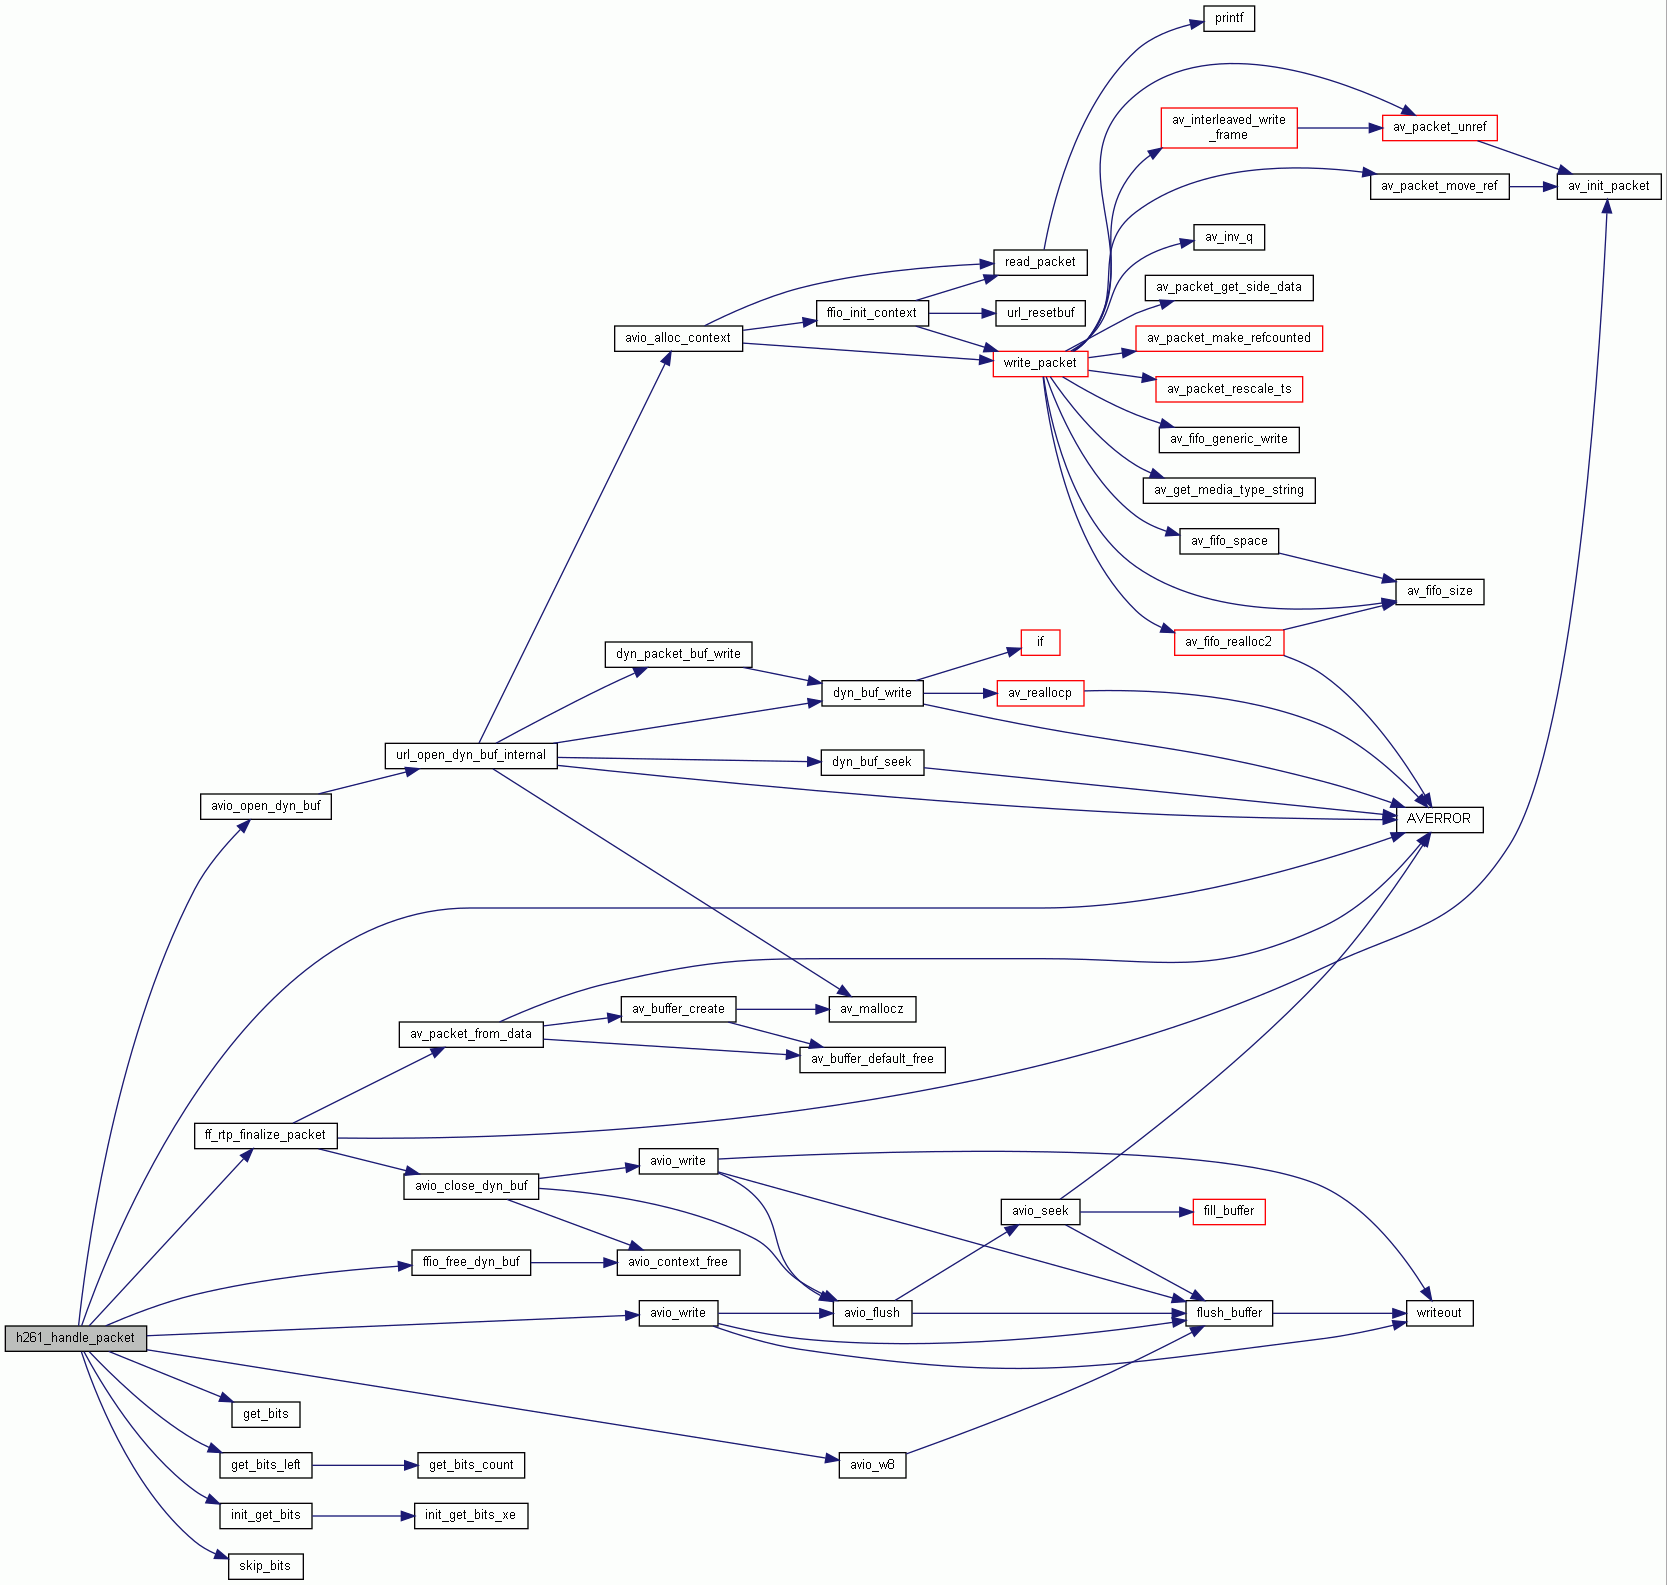 printf
av_interleaved_write
_frame
av_packet_unref
av_packet_move_ref
av_init_packet
av_inv_q
read_packet
av_packet_get_side_data
ffio_init_context
url_resetbuf
avio_alloc_context
av_packet_make_refcounted
write_packet
av_packet_rescale_ts
av_fifo_generic_write
av_get_media_type_string
av_fifo_space
av_fifo_size
av_fifo_realloc2
if
dyn_packet_buf_write
dyn_buf_write
av_reallocp
url_open_dyn_buf_internal
dyn_buf_seek
avio_open_dyn_buf
AVERROR
av_buffer_create
av_mallocz
av_packet_from_data
av_buffer_default_free
ff_rtp_finalize_packet
avio_write
avio_close_dyn_buf
avio_seek
fill_buffer
ffio_free_dyn_buf
avio_context_free
avio_write
avio_flush
flush_buffer
writeout
h261_handle_packet
get_bits
get_bits_left
get_bits_count
avio_w8
init_get_bits
init_get_bits_xe
skip_bits